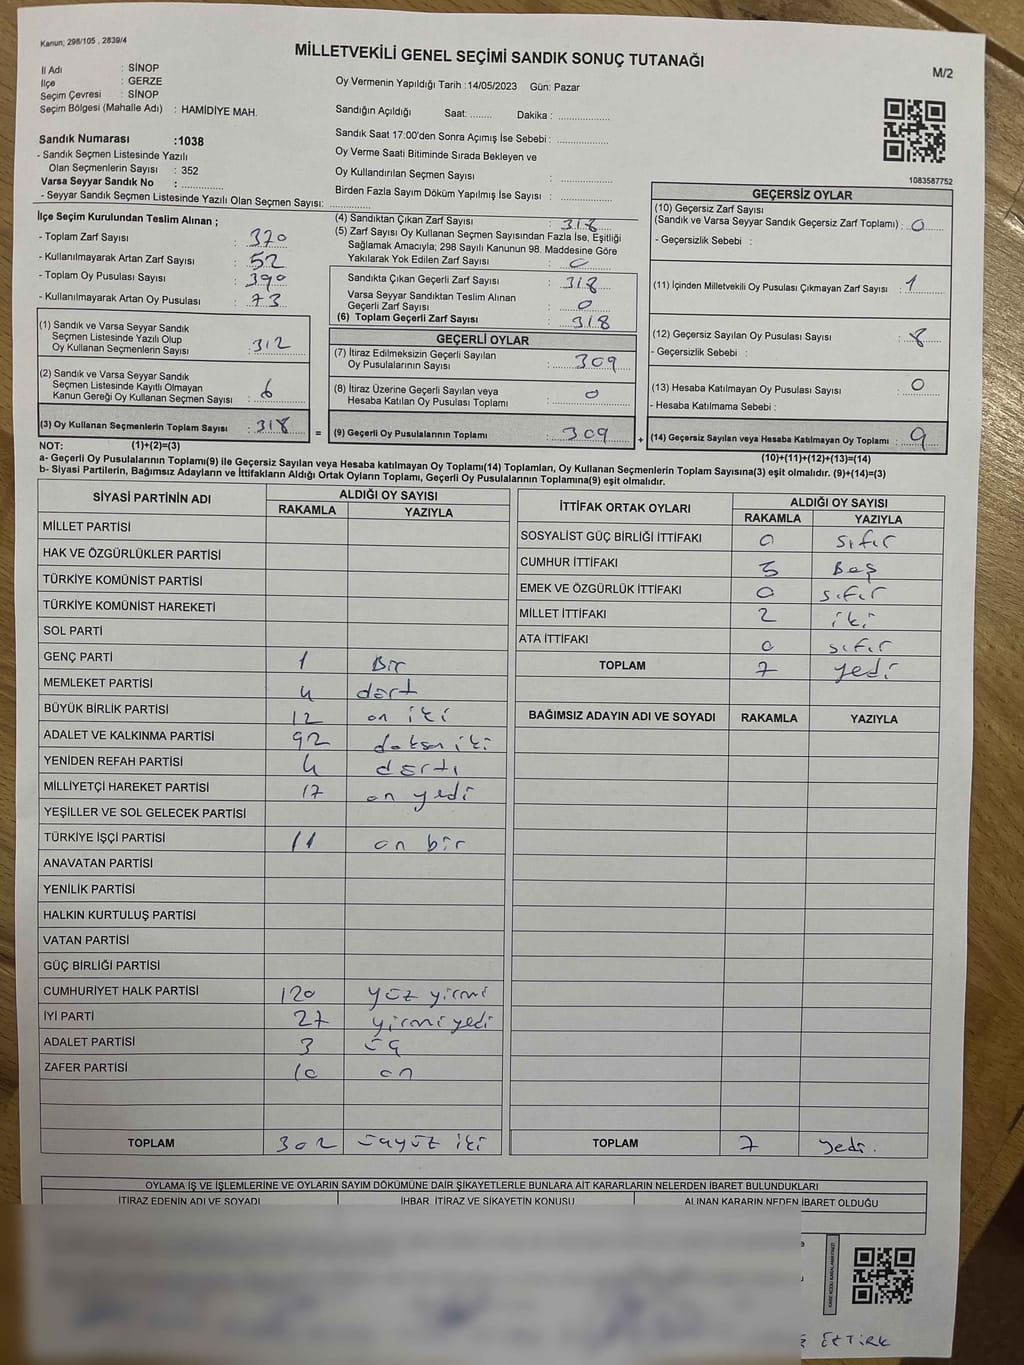 Kanun; 298/105 , 2839/4
MİLLETVEKİLİ GENEL SEÇİMİ SANDIK SONUÇ TUTANAĞI
M/2
İl Adı : SİNOP
İlçe : GERZE
Seçim Çevresi : SİNOP
Seçim Bölgesi (Mahalle Adı) : HAMİDİYE MAH.
Sandık Numarası :1038
- Sandık Seçmen Listesinde Yazılı
Olan Seçmenlerin Sayısı : 352
Varsa Seyyar Sandık No : ..............
- Seyyar Sandık Seçmen Listesinde Yazılı Olan Seçmen Sayısı: ..............
Oy Vermenin Yapıldığı Tarih :14/05/2023 Gün: Pazar
Sandığın Açıldığı Saat: ........ Dakika : ..................
Sandık Saat 17:00'den Sonra Açımış İse Sebebi : ..................
Oy Verme Saati Bitiminde Sırada Bekleyen ve
Oy Kullandırılan Seçmen Sayısı : ..................
Birden Fazla Sayım Döküm Yapılmış İse Sayısı : ..................
1083587752
İlçe Seçim Kurulundan Teslim Alınan ;
- Toplam Zarf Sayısı : 370
- Kullanılmayarak Artan Zarf Sayısı : 52
- Toplam Oy Pusulası Sayısı : 390
- Kullanılmayarak Artan Oy Pusulası : 73
(1) Sandık ve Varsa Seyyar Sandık
Seçmen Listesinde Yazılı Olup
Oy Kullanan Seçmenlerin Sayısı : 312
(2) Sandık ve Varsa Seyyar Sandık
Seçmen Listesinde Kayıtlı Olmayan
Kanun Gereği Oy Kullanan Seçmen Sayısı : 6
(3) Oy Kullanan Seçmenlerin Toplam Sayısı : 318
(4) Sandıktan Çıkan Zarf Sayısı : 318
(5) Zarf Sayısı Oy Kullanan Seçmen Sayısından Fazla İse, Eşitliği
Sağlamak Amacıyla; 298 Sayılı Kanunun 98. Maddesine Göre
Yakılarak Yok Edilen Zarf Sayısı : 0
Sandıkta Çıkan Geçerli Zarf Sayısı : 318
Varsa Seyyar Sandıktan Teslim Alınan
Geçerli Zarf Sayısı : 0
(6) Toplam Geçerli Zarf Sayısı : 318
GEÇERLİ OYLAR
(7) İtiraz Edilmeksizin Geçerli Sayılan
Oy Pusulalarının Sayısı : 309
(8) İtiraz Üzerine Geçerli Sayılan veya
Hesaba Katılan Oy Pusulası Toplamı : 0
= (9) Geçerli Oy Pusulalarının Toplamı : 309
GEÇERSİZ OYLAR
(10) Geçersiz Zarf Sayısı
(Sandık ve Varsa Seyyar Sandık Geçersiz Zarf Toplamı) : 0
- Geçersizlik Sebebi :
(11) İçinden Milletvekili Oy Pusulası Çıkmayan Zarf Sayısı : 1
(12) Geçersiz Sayılan Oy Pusulası Sayısı : 8
- Geçersizlik Sebebi :
(13) Hesaba Katılmayan Oy Pusulası Sayısı : 0
- Hesaba Katılmama Sebebi :
+ (14) Geçersiz Sayılan veya Hesaba Katılmayan Oy Toplamı : 9
NOT: (1)+(2)=(3) (10)+(11)+(12)+(13)=(14)
a- Geçerli Oy Pusulalarının Toplamı(9) ile Geçersiz Sayılan veya Hesaba katılmayan Oy Toplamı(14) Toplamları, Oy Kullanan Seçmenlerin Toplam Sayısına(3) eşit olmalıdır. (9)+(14)=(3)
b- Siyasi Partilerin, Bağımsız Adayların ve İttifakların Aldığı Ortak Oyların Toplamı, Geçerli Oy Pusulalarının Toplamına(9) eşit olmalıdır.
SİYASİ PARTİNİN ADI ALDIĞI OY SAYISI
RAKAMLA YAZIYLA
MİLLET PARTİSİ
HAK VE ÖZGÜRLÜKLER PARTİSİ
TÜRKİYE KOMÜNİST PARTİSİ
TÜRKİYE KOMÜNİST HAREKETİ
SOL PARTİ
GENÇ PARTİ 1 Bir
MEMLEKET PARTİSİ 4 dört
BÜYÜK BİRLİK PARTİSİ 12 on iki
ADALET VE KALKINMA PARTİSİ 92 doksan iki
YENİDEN REFAH PARTİSİ 4 dört
MİLLİYETÇİ HAREKET PARTİSİ 17 on yedi
YEŞİLLER VE SOL GELECEK PARTİSİ
TÜRKİYE İŞÇİ PARTİSİ 11 on bir
ANAVATAN PARTİSİ
YENİLİK PARTİSİ
HALKIN KURTULUŞ PARTİSİ
VATAN PARTİSİ
GÜÇ BİRLİĞİ PARTİSİ
CUMHURİYET HALK PARTİSİ 120 yüz yirmi
İYİ PARTİ 27 yirmi yedi
ADALET PARTİSİ 3 üç
ZAFER PARTİSİ 10 on
TOPLAM 302 üçyüz iki
İTTİFAK ORTAK OYLARI ALDIĞI OY SAYISI
RAKAMLA YAZIYLA
SOSYALİST GÜÇ BİRLİĞİ İTTİFAKI 0 sıfır
CUMHUR İTTİFAKI 5 Beş
EMEK VE ÖZGÜRLÜK İTTİFAKI 0 sıfır
MİLLET İTTİFAKI 2 iki
ATA İTTİFAKI 0 sıfır
TOPLAM 7 yedi
BAĞIMSIZ ADAYIN ADI VE SOYADI RAKAMLA YAZIYLA
TOPLAM 7 yedi.
OYLAMA İŞ VE İŞLEMLERİNE VE OYLARIN SAYIM DÖKÜMÜNE DAİR ŞİKAYETLERLE BUNLARA AİT KARARLARIN NELERDEN İBARET BULUNDUKLARI
İTİRAZ EDENİN ADI VE SOYADI İHBAR, İTİRAZ VE ŞİKAYETİN KONUSU ALINAN KARARIN NEDEN İBARET OLDUĞU